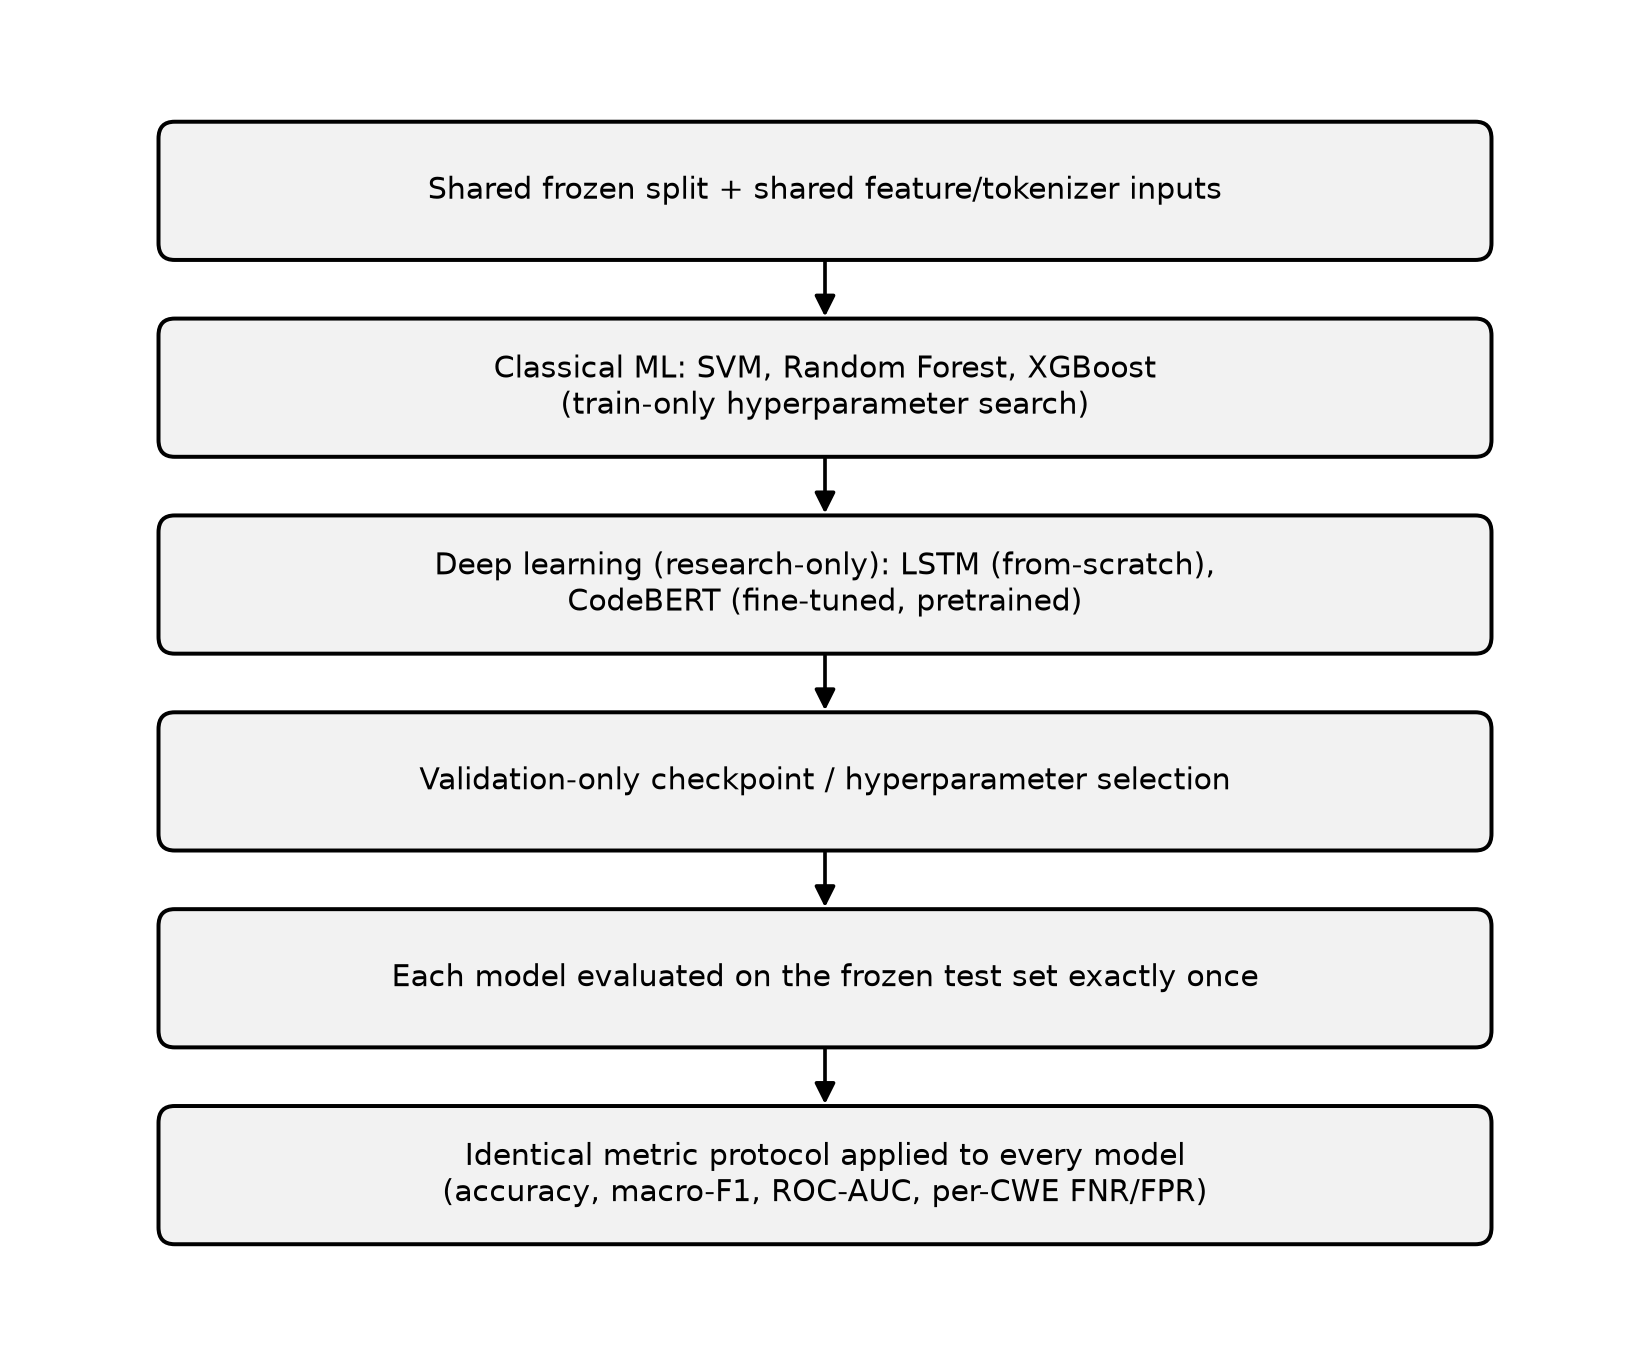 Shared frozen split + shared feature/tokenizer inputs
Classical ML: SVM, Random Forest, XGBoost
(train-only hyperparameter search)
Deep learning (research-only): LSTM (from-scratch),
CodeBERT (fine-tuned, pretrained)
Validation-only checkpoint / hyperparameter selection
Each model evaluated on the frozen test set exactly once
Identical metric protocol applied to every model
(accuracy, macro-F1, ROC-AUC, per-CWE FNR/FPR)